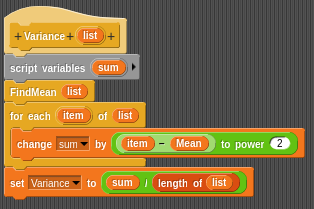 + Variance + list +
script variables sum
FindMean list
for each item of list
change sum by item − Mean to power 2
set Variance to sum / length of list